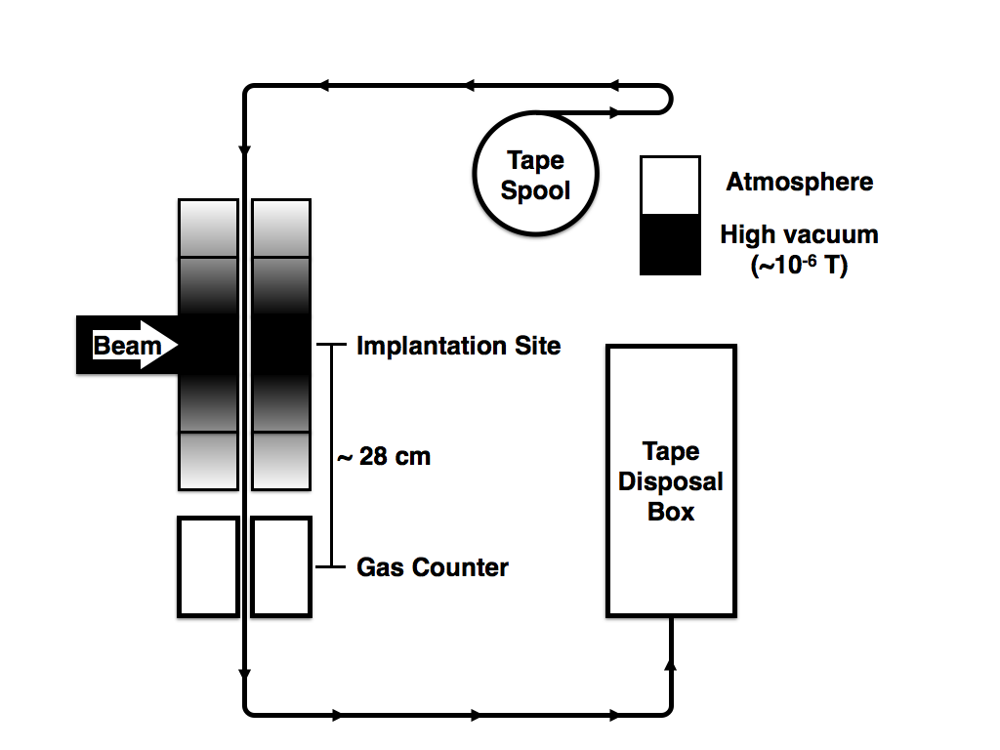 Tape
Spool
Atmosphere
High vacuum
(~10⁻⁶ T)
Beam
Implantation Site
~ 28 cm
Tape
Disposal
Box
Gas Counter